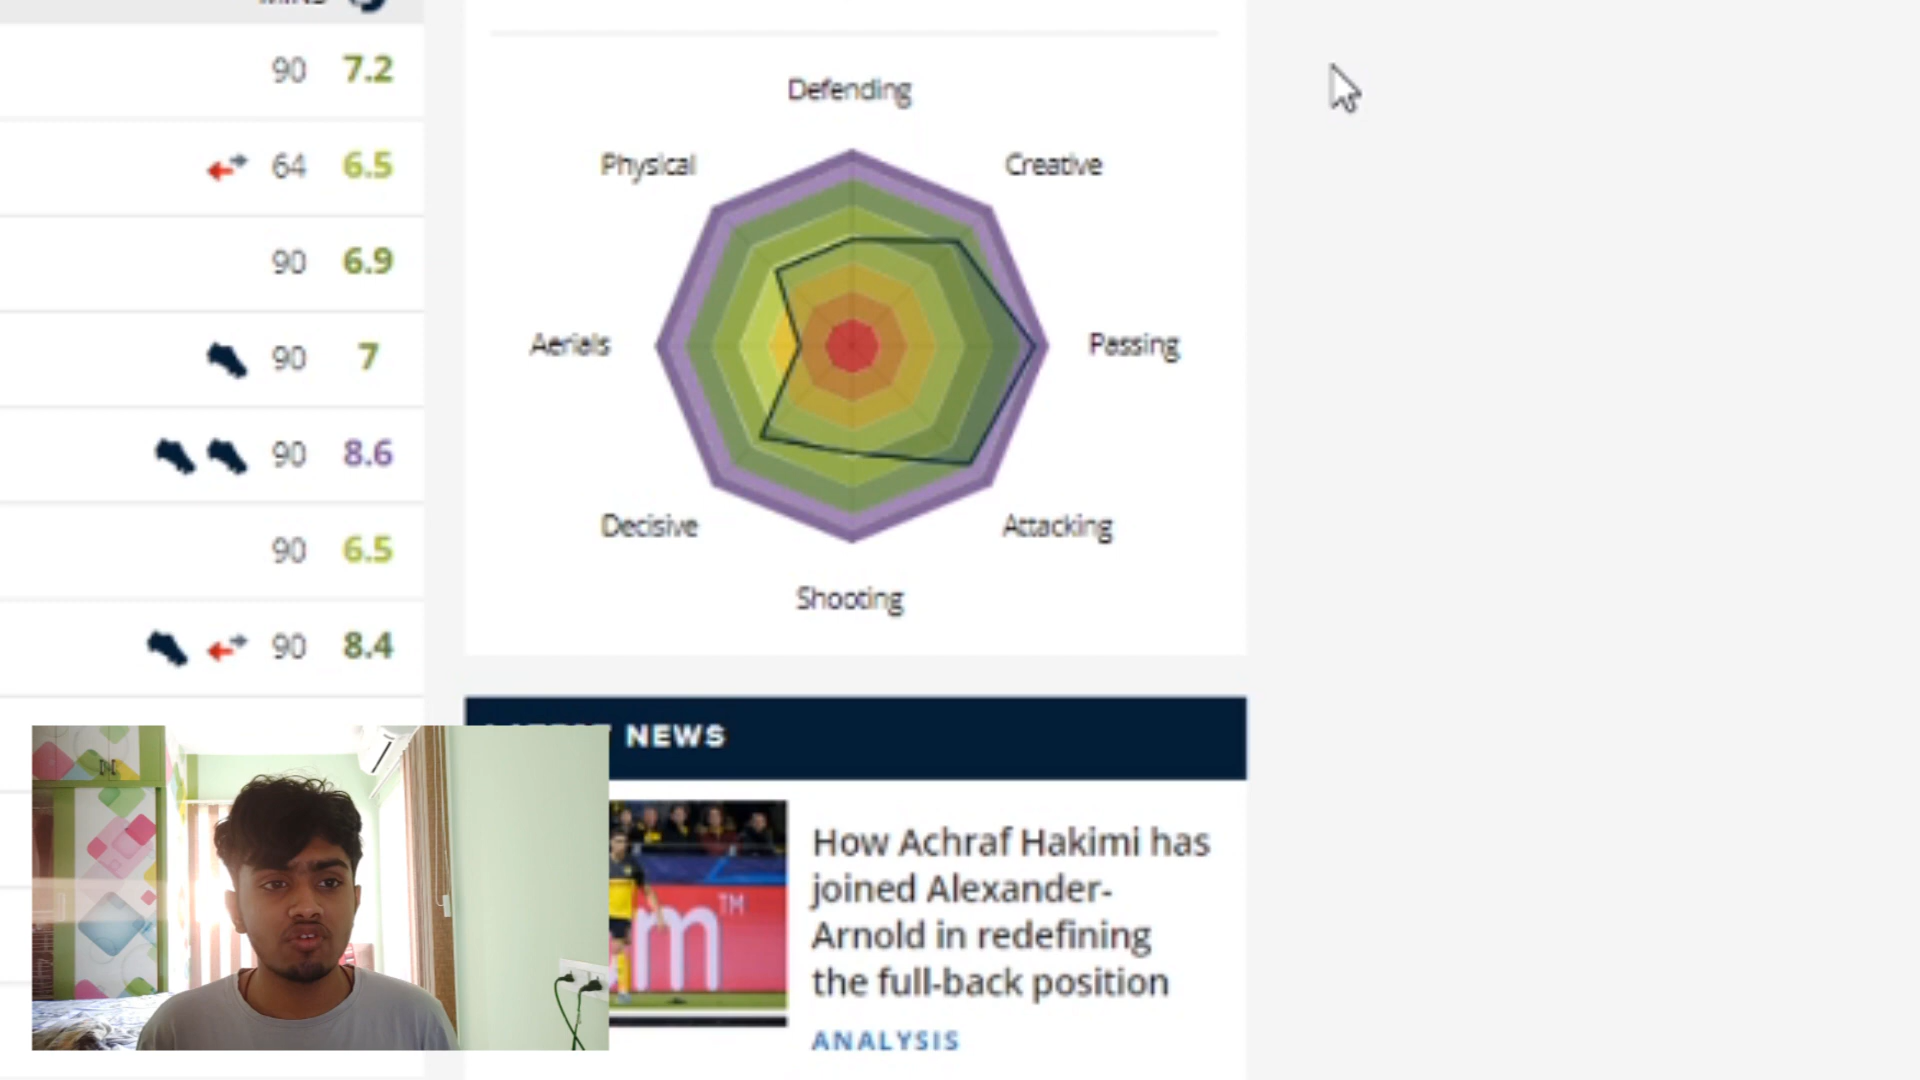 MINS
90 7.2
64 6.5
90 6.9
90 7
90 8.6
90 6.5
90 8.4
Defending
Physical
Creative
Aerials
Passing
Decisive
Attacking
Shooting
NEWS
m™
How Achraf Hakimi has
joined Alexander-
Arnold in redefining
the full-back position
ANALYSIS